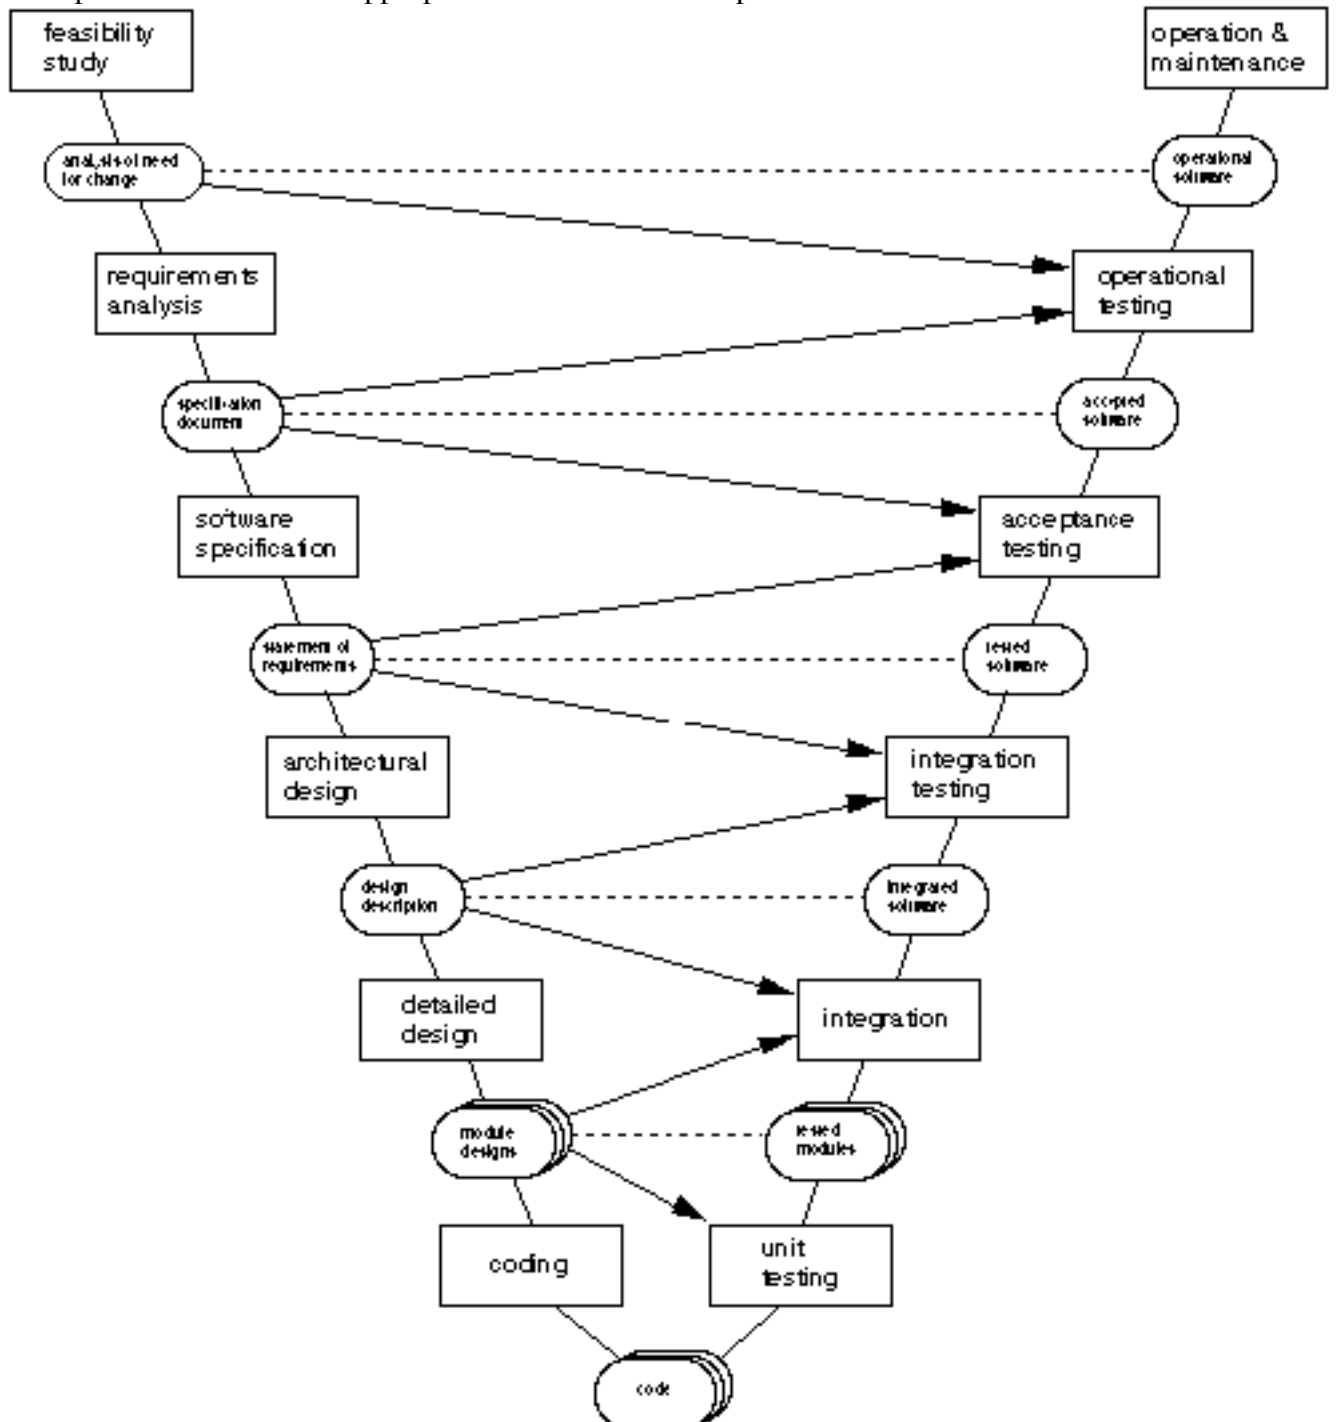 feasibility
study
operation &
maintenance
analysis of need
for change
operational
software
requirements
analysis
operational
testing
specification
document
accepted
software
software
specification
acceptance
testing
statement of
requirements
tested
software
architectural
design
integration
testing
design
description
integrated
software
detailed
design
integration
module
designs
tested
modules
coding
unit
testing
code